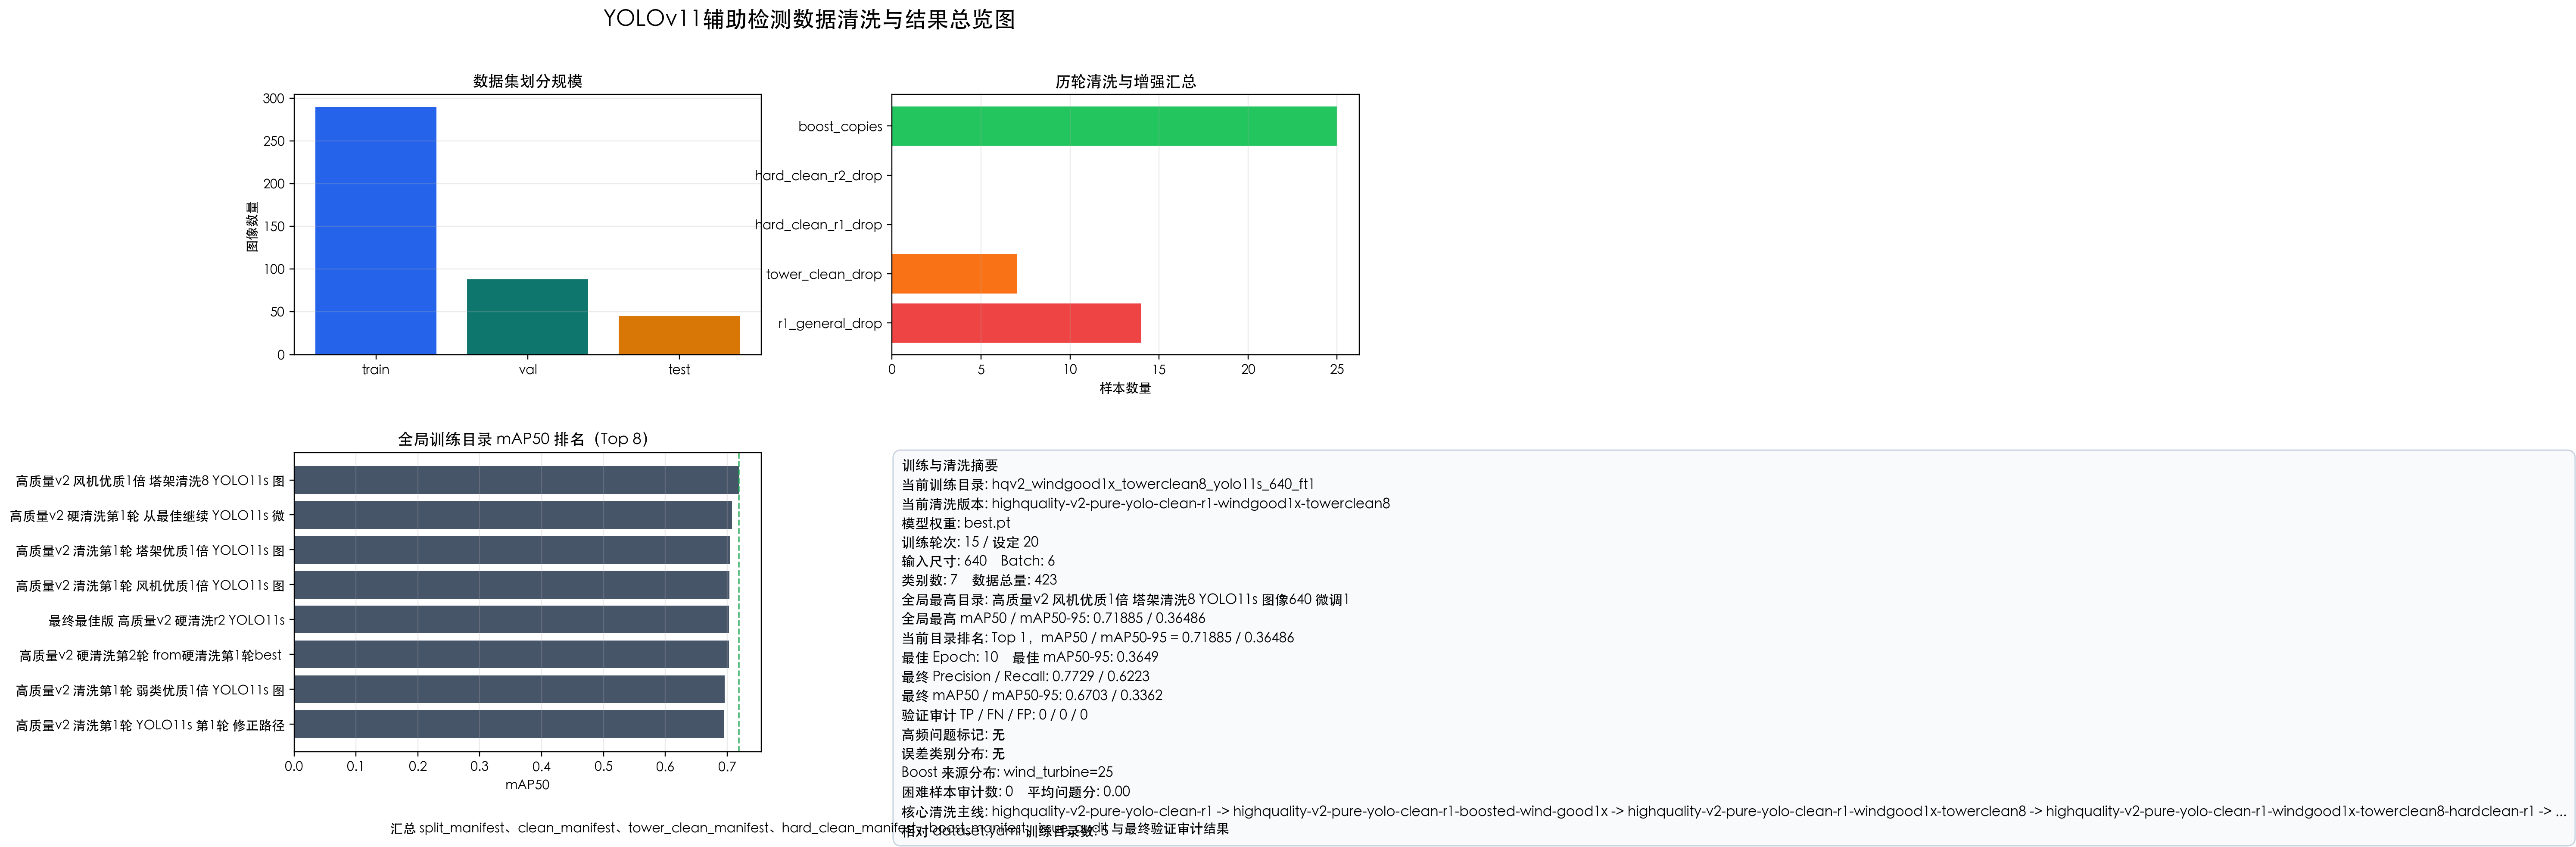 YOLOv11辅助检测数据清洗与结果总览图
数据集划分规模
图像数量
300
250
200
150
100
50
0
train
val
test
历轮清洗与增强汇总
boost_copies
hard_clean_r2_drop
hard_clean_r1_drop
tower_clean_drop
r1_general_drop
0
5
10
15
20
25
样本数量
全局训练目录 mAP50 排名（Top 8）
高质量v2 风机优质1倍 塔架清洗8 YOLO11s 图
高质量v2 硬清洗第1轮 从最佳继续 YOLO11s 微
高质量v2 清洗第1轮 塔架优质1倍 YOLO11s 图
高质量v2 清洗第1轮 风机优质1倍 YOLO11s 图
最终最佳版 高质量v2 硬清洗r2 YOLO11s
高质量v2 硬清洗第2轮 from硬清洗第1轮best
高质量v2 清洗第1轮 弱类优质1倍 YOLO11s 图
高质量v2 清洗第1轮 YOLO11s 第1轮 修正路径
0.0
0.1
0.2
0.3
0.4
0.5
0.6
0.7
mAP50
训练与清洗摘要
当前训练目录: hqv2_windgood1x_towerclean8_yolo11s_640_ft1
当前清洗版本: highquality-v2-pure-yolo-clean-r1-windgood1x-towerclean8
模型权重: best.pt
训练轮次: 15 / 设定 20
输入尺寸: 640    Batch: 6
类别数: 7    数据总量: 423
全局最高目录: 高质量v2 风机优质1倍 塔架清洗8 YOLO11s 图像640 微调1
全局最高 mAP50 / mAP50-95: 0.71885 / 0.36486
当前目录排名: Top 1，mAP50 / mAP50-95 = 0.71885 / 0.36486
最佳 Epoch: 10    最佳 mAP50-95: 0.3649
最终 Precision / Recall: 0.7729 / 0.6223
最终 mAP50 / mAP50-95: 0.6703 / 0.3362
验证审计 TP / FN / FP: 0 / 0 / 0
高频问题标记: 无
误差类别分布: 无
Boost 来源分布: wind_turbine=25
困难样本审计数: 0    平均问题分: 0.00
核心清洗主线: highquality-v2-pure-yolo-clean-r1 -> highquality-v2-pure-yolo-clean-r1-boosted-wind-good1x -> highquality-v2-pure-yolo-clean-r1-windgood1x-towerclean8 -> highquality-v2-pure-yolo-clean-r1-windgood1x-towerclean8-hardclean-r1 -> ...
相对 dataset.yaml 训练目录数: 5
汇总 split_manifest、clean_manifest、tower_clean_manifest、hard_clean_manifest、boost_manifest、 与最终验证审计结果